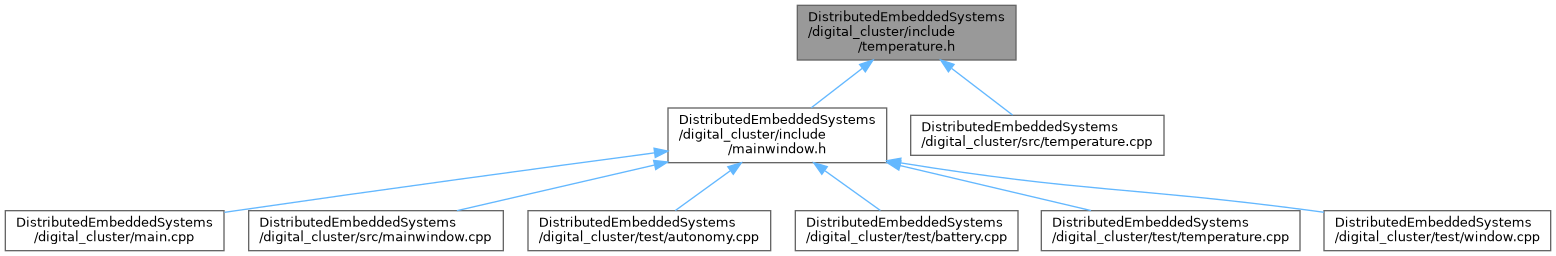 DistributedEmbeddedSystems
/digital_cluster/include
/temperature.h
DistributedEmbeddedSystems
/digital_cluster/include
/mainwindow.h
DistributedEmbeddedSystems
/digital_cluster/src/temperature.cpp
DistributedEmbeddedSystems
/digital_cluster/main.cpp
DistributedEmbeddedSystems
/digital_cluster/src/mainwindow.cpp
DistributedEmbeddedSystems
/digital_cluster/test/autonomy.cpp
DistributedEmbeddedSystems
/digital_cluster/test/battery.cpp
DistributedEmbeddedSystems
/digital_cluster/test/temperature.cpp
DistributedEmbeddedSystems
/digital_cluster/test/window.cpp